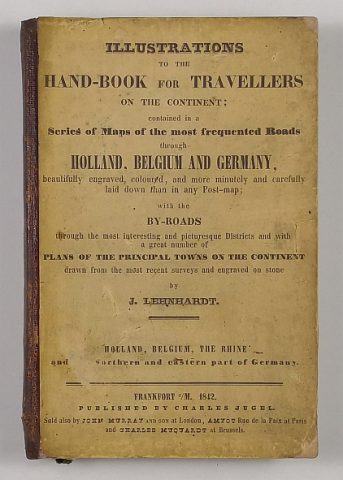 ILLUSTRATIONS
TO THE
HAND-BOOK FOR TRAVELLERS
ON THE CONTINENT;
contained in a
Series of Maps of the most frequented Roads
through
HOLLAND, BELGIUM AND GERMANY,
beautifully engraved, coloured, and more minutely and carefully
laid down than in any Post-map;
with the
BY-ROADS
through the most interesting and picturesque Districts and with
a great number of
PLANS OF THE PRINCIPAL TOWNS ON THE CONTINENT
drawn from the most recent surveys and engraved on stone
by
J. LEHNHARDT.
HOLLAND, BELGIUM, THE RHINE
and Northern and eastern part of Germany.
FRANKFORT o/M. 1842.
PUBLISHED BY CHARLES JUGEL.
Sold also by JOHN MURRAY AND SON at London, AMYOT Rue de la Paix at Paris
and CHARLES MUQUARDT at Brussels.